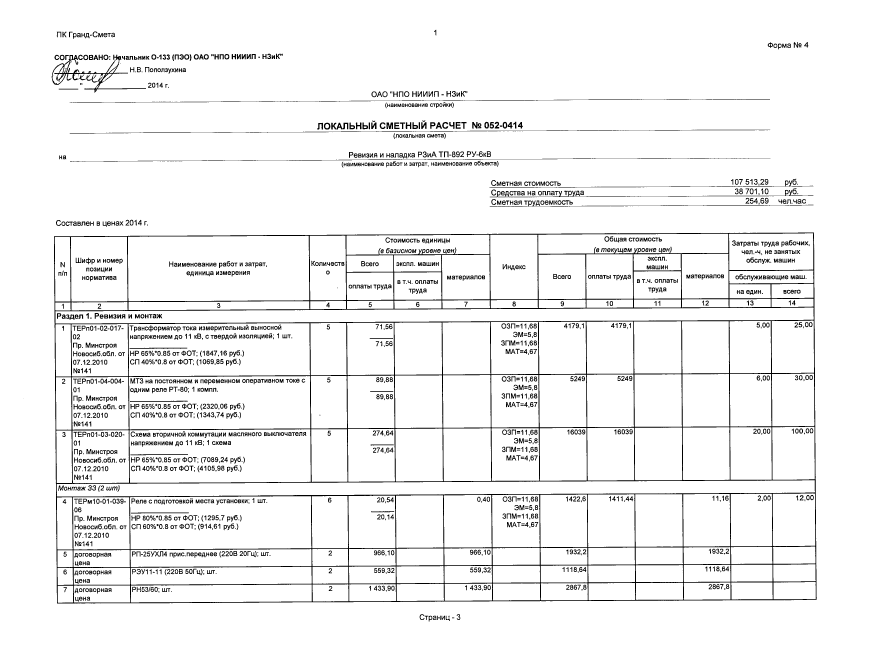 ПК Гранд-Смета
1
Форма № 4
СОГЛАСОВАНО: Начальник О-133 (ПЭО) ОАО "НПО НИИИП - НЗиК"
Н.В. Поползухина
2014 г.
ОАО "НПО НИИИП - НЗиК"
(наименование стройки)
ЛОКАЛЬНЫЙ СМЕТНЫЙ РАСЧЕТ № 052-0414
(локальная смета)
на Ревизия и наладка РЗиА ТП-892 РУ-6кВ
(наименование работ и затрат, наименование объекта)
Сметная стоимость 107 513,29 руб.
Средства на оплату труда 38 701,10 руб.
Сметная трудоемкость 254,69 чел.час
Составлен в ценах 2014 г.
N п/п
Шифр и номер позиции норматива
Наименование работ и затрат, единица измерения
Количество
Стоимость единицы
(в базисном уровне цен)
Всего
оплаты труда
экспл. машин
в т.ч. оплаты труда
материалов
Индекс
Общая стоимость
(в текущем уровне цен)
Всего
оплаты труда
экспл. машин
в т.ч. оплаты труда
материалов
Затраты труда рабочих, чел.-ч, не занятых обслуж. машин
обслуживающие маш.
на един.
всего
1 2 3 4 5 6 7 8 9 10 11 12 13 14
Раздел 1. Ревизия и монтаж
1 ТЕРп01-02-017- Трансформатор тока измерительный выносной 5 71,56 ОЗП=11,68 4179,1 4179,1 5,00 25,00
02 напряжением до 11 кВ, с твердой изоляцией; 1 шт. ЭМ=5,8
Пр. Минстроя 71,56 ЗПМ=11,68
Новосиб.обл. от НР 65%*0.85 от ФОТ; (1847,16 руб.) МАТ=4,67
07.12.2010 СП 40%*0.8 от ФОТ; (1069,85 руб.)
№141
2 ТЕРп01-04-004- МТЗ на постоянном и переменном оперативном токе с 5 89,88 ОЗП=11,68 5249 5249 6,00 30,00
01 одним реле РТ-80; 1 компл. ЭМ=5,8
Пр. Минстроя 89,88 ЗПМ=11,68
Новосиб.обл. от НР 65%*0.85 от ФОТ; (2320,06 руб.) МАТ=4,67
07.12.2010 СП 40%*0.8 от ФОТ; (1343,74 руб.)
№141
3 ТЕРп01-03-020- Схема вторичной коммутации масляного выключателя 5 274,64 ОЗП=11,68 16039 16039 20,00 100,00
01 напряжением до 11 кВ; 1 схема ЭМ=5,8
Пр. Минстроя 274,64 ЗПМ=11,68
Новосиб.обл. от НР 65%*0.85 от ФОТ; (7089,24 руб.) МАТ=4,67
07.12.2010 СП 40%*0.8 от ФОТ; (4105,98 руб.)
№141
Монтаж ЗЗ (2 шт)
4 ТЕРм10-01-039- Реле с подготовкой места установки; 1 шт. 6 20,54 0,40 ОЗП=11,68 1422,6 1411,44 11,16 2,00 12,00
06 ЭМ=5,8
Пр. Минстроя НР 80%*0.85 от ФОТ; (1295,7 руб.) 20,14 ЗПМ=11,68
Новосиб.обл. от СП 60%*0.8 от ФОТ; (914,61 руб.) МАТ=4,67
07.12.2010
№141
5 договорная РП-25УХЛ4 прис.переднее (220В 20Гц); шт. 2 966,10 966,10 1932,2 1932,2
цена
6 договорная РЭУ11-11 (220В 50Гц); шт. 2 559,32 559,32 1118,64 1118,64
цена
7 договорная РН53/60; шт. 2 1 433,90 1 433,90 2867,8 2867,8
цена
Страниц - 3